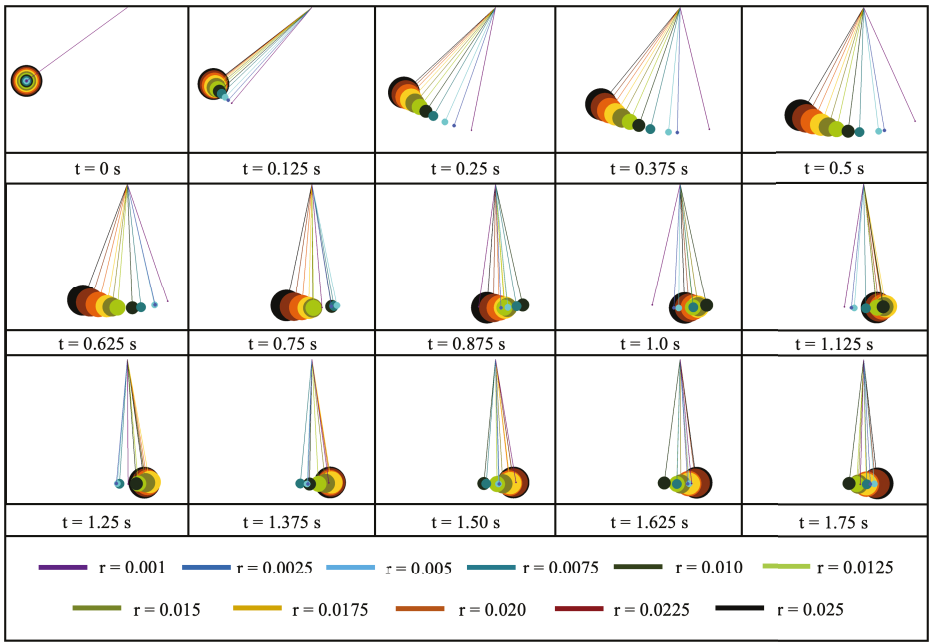 t = 0 s t = 0.125 s t = 0.25 s t = 0.375 s t = 0.5 s
t = 0.625 s t = 0.75 s t = 0.875 s t = 1.0 s t = 1.125 s
t = 1.25 s t = 1.375 s t = 1.50 s t = 1.625 s t = 1.75 s
r = 0.001 r = 0.0025 r = 0.005 r = 0.0075 r = 0.010 r = 0.0125
r = 0.015 r = 0.0175 r = 0.020 r = 0.0225 r = 0.025